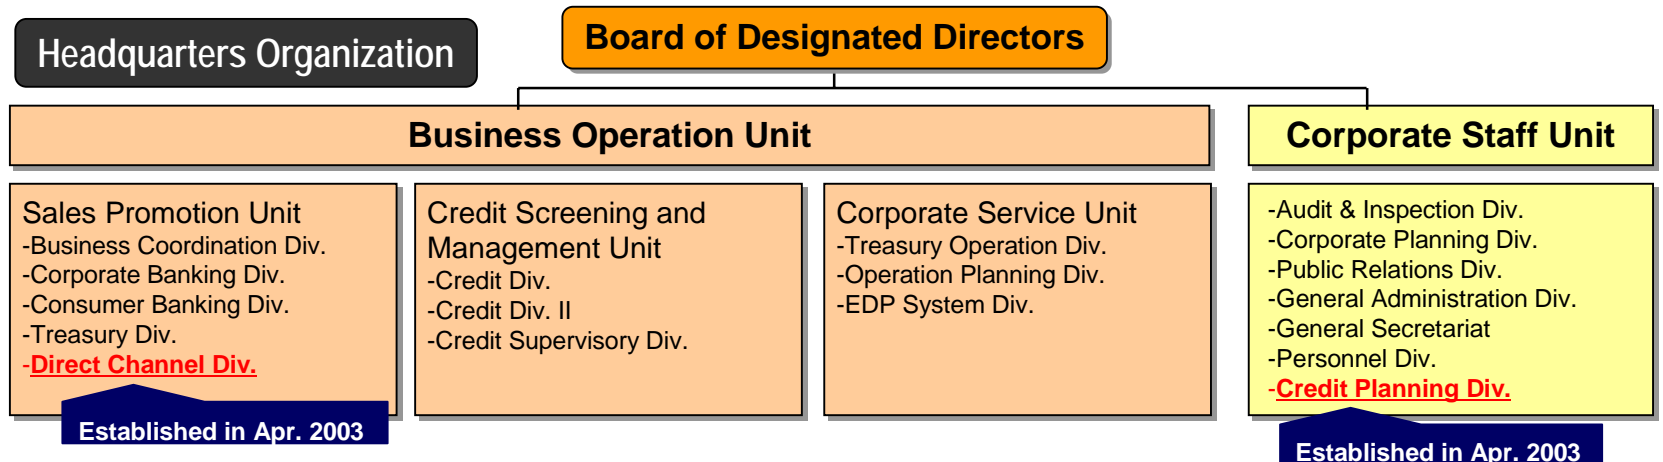 Headquarters Organization
Board of Designated Directors
Business Operation Unit
Corporate Staff Unit
Sales Promotion Unit
-Business Coordination Div.
-Corporate Banking Div.
-Consumer Banking Div.
-Treasury Div.
-Direct Channel Div.
Established in Apr. 2003
Credit Screening and
Management Unit
-Credit Div.
-Credit Div. II
-Credit Supervisory Div.
Corporate Service Unit
-Treasury Operation Div.
-Operation Planning Div.
-EDP System Div.
-Audit & Inspection Div.
-Corporate Planning Div.
-Public Relations Div.
-General Administration Div.
-General Secretariat
-Personnel Div.
-Credit Planning Div.
Established in Apr. 2003